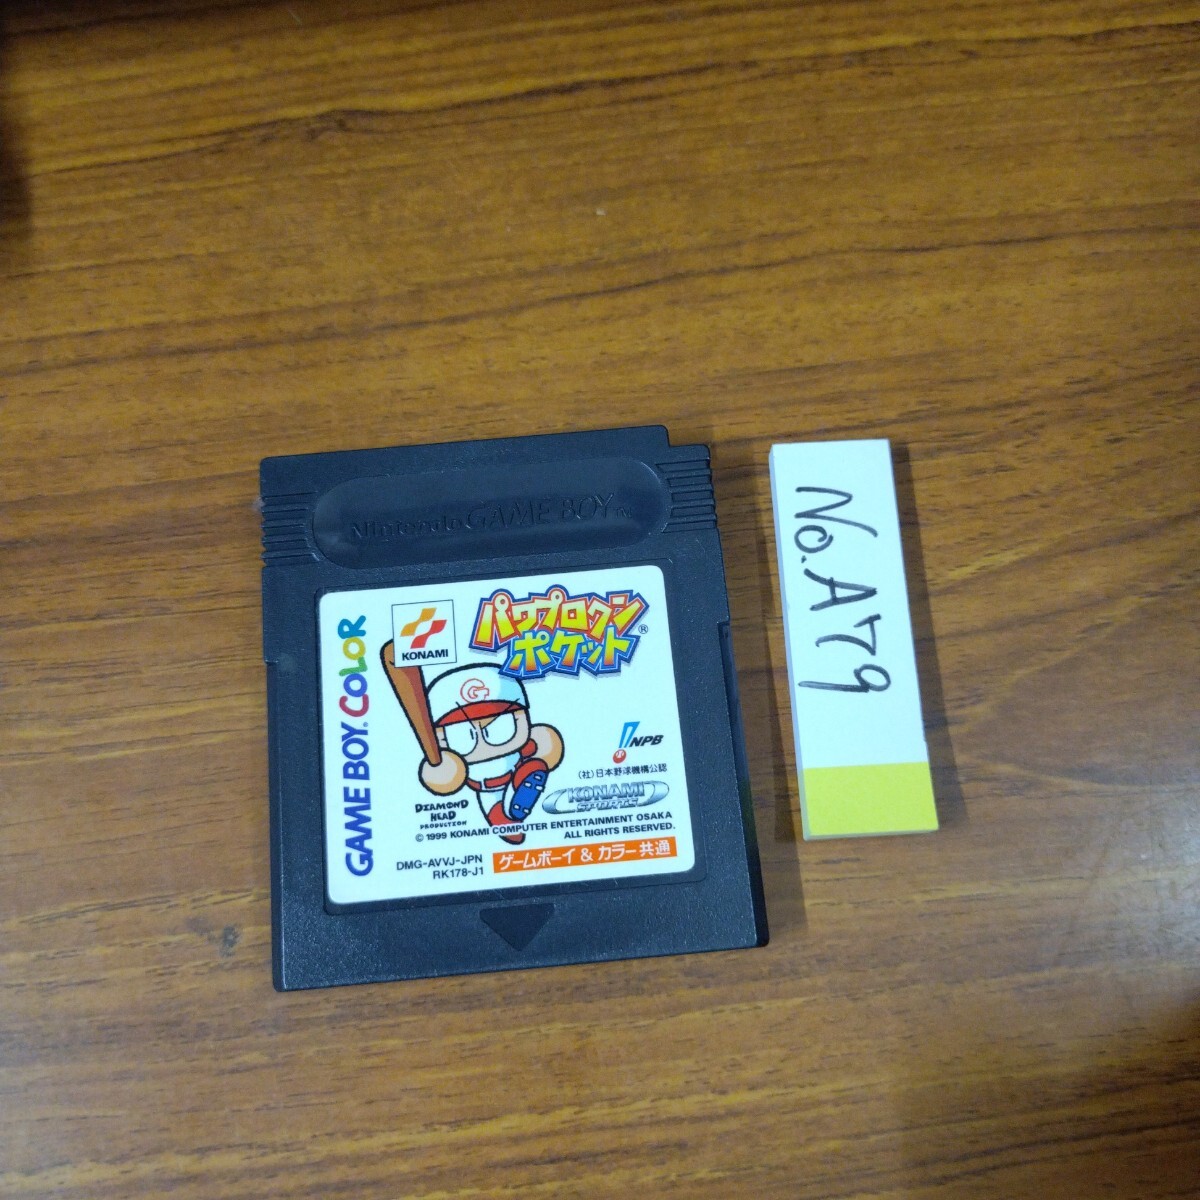 Nintendo GAME BOY
GAME BOY COLOR
KONAMI
パワプロクン
ポケット®
G
NPB
(社)日本野球機構公認
KONAMI
SPORTS
DIAMOND
HEAD
PRODUCTION
© 1999 KONAMI COMPUTER ENTERTAINMENT OSAKA
ALL RIGHTS RESERVED.
DMG-AVVJ-JPN
RK178-J1
ゲームボーイ & カラー共通
No.A79